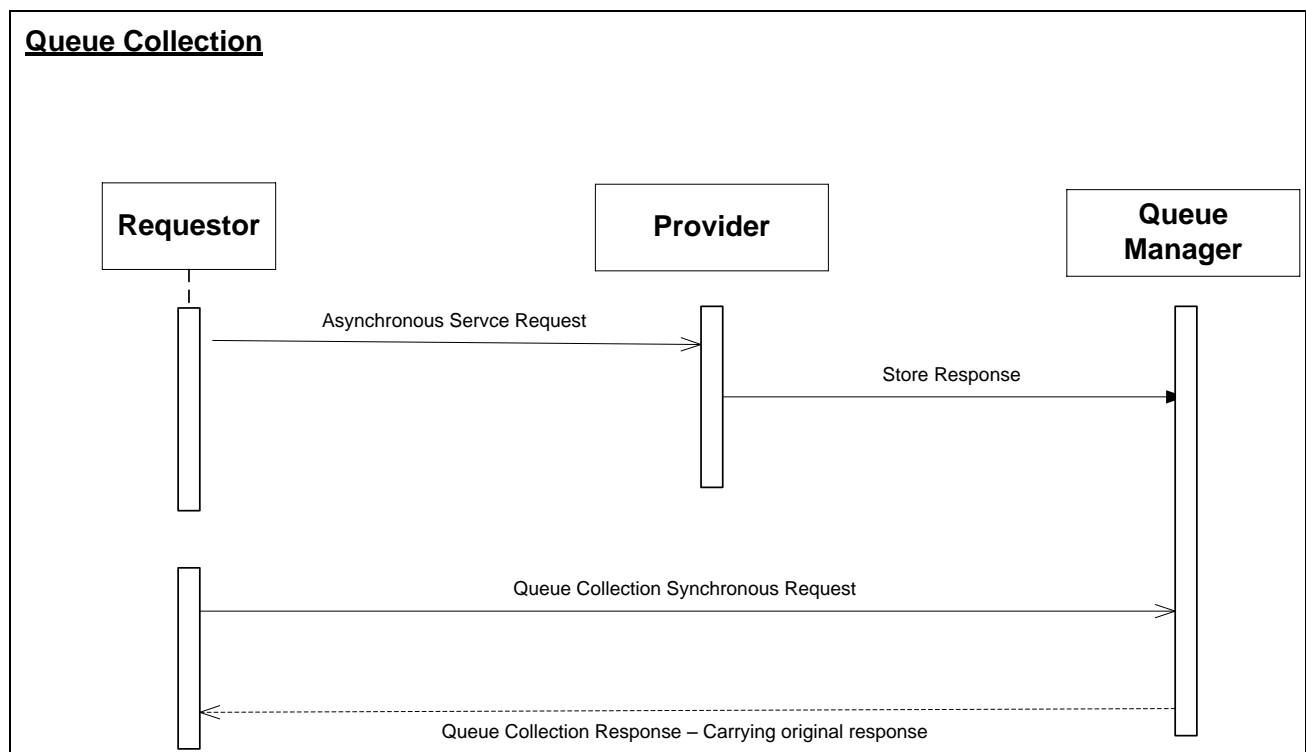 Queue Collection
Requestor
Provider
Queue
Manager
Asynchronous Servce Request
Store Response
Queue Collection Synchronous Request
Queue Collection Response – Carrying original response